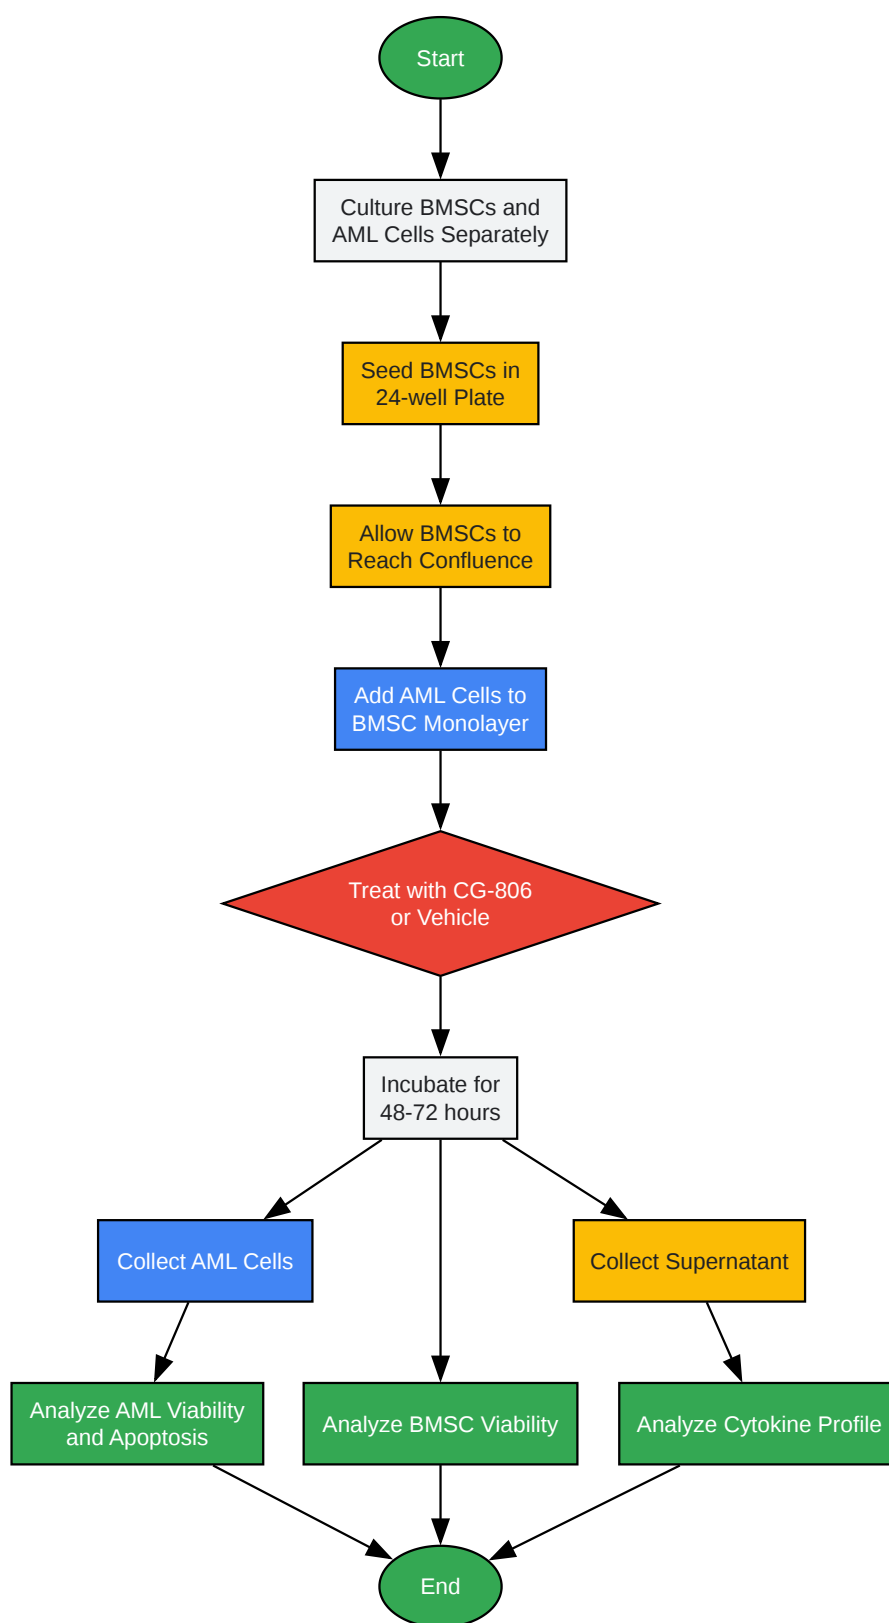 Start
Culture BMSCs and
AML Cells Separately
Seed BMSCs in
24-well Plate
Allow BMSCs to
Reach Confluence
Add AML Cells to
BMSC Monolayer
Treat with CG-806
or Vehicle
Incubate for
48-72 hours
Collect AML Cells
Collect Supernatant
Analyze AML Viability
and Apoptosis
Analyze BMSC Viability
Analyze Cytokine Profile
End